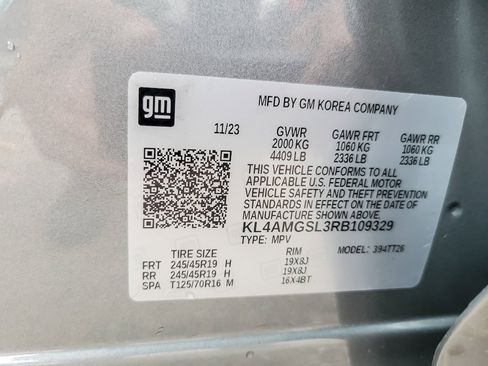 gm
MFD BY GM KOREA COMPANY
11/23 GVWR GAWR FRT GAWR RR
2000 KG 1060 KG 1060 KG
4409 LB 2336 LB 2336 LB
THIS VEHICLE CONFORMS TO ALL
APPLICABLE U.S. FEDERAL MOTOR
VEHICLE SAFETY AND THEFT PREVENTION
STANDARDS IN EFFECT ON THE DATE OF
MANUFACTURE SHOWN ABOVE.
KL4AMGSL3RB109329
TYPE: MPV MODEL: 394TT26
TIRE SIZE RIM
FRT 245/45R19 H 19X8J
RR 245/45R19 H 19X8J
SPA T125/70R16 M 16X4BT